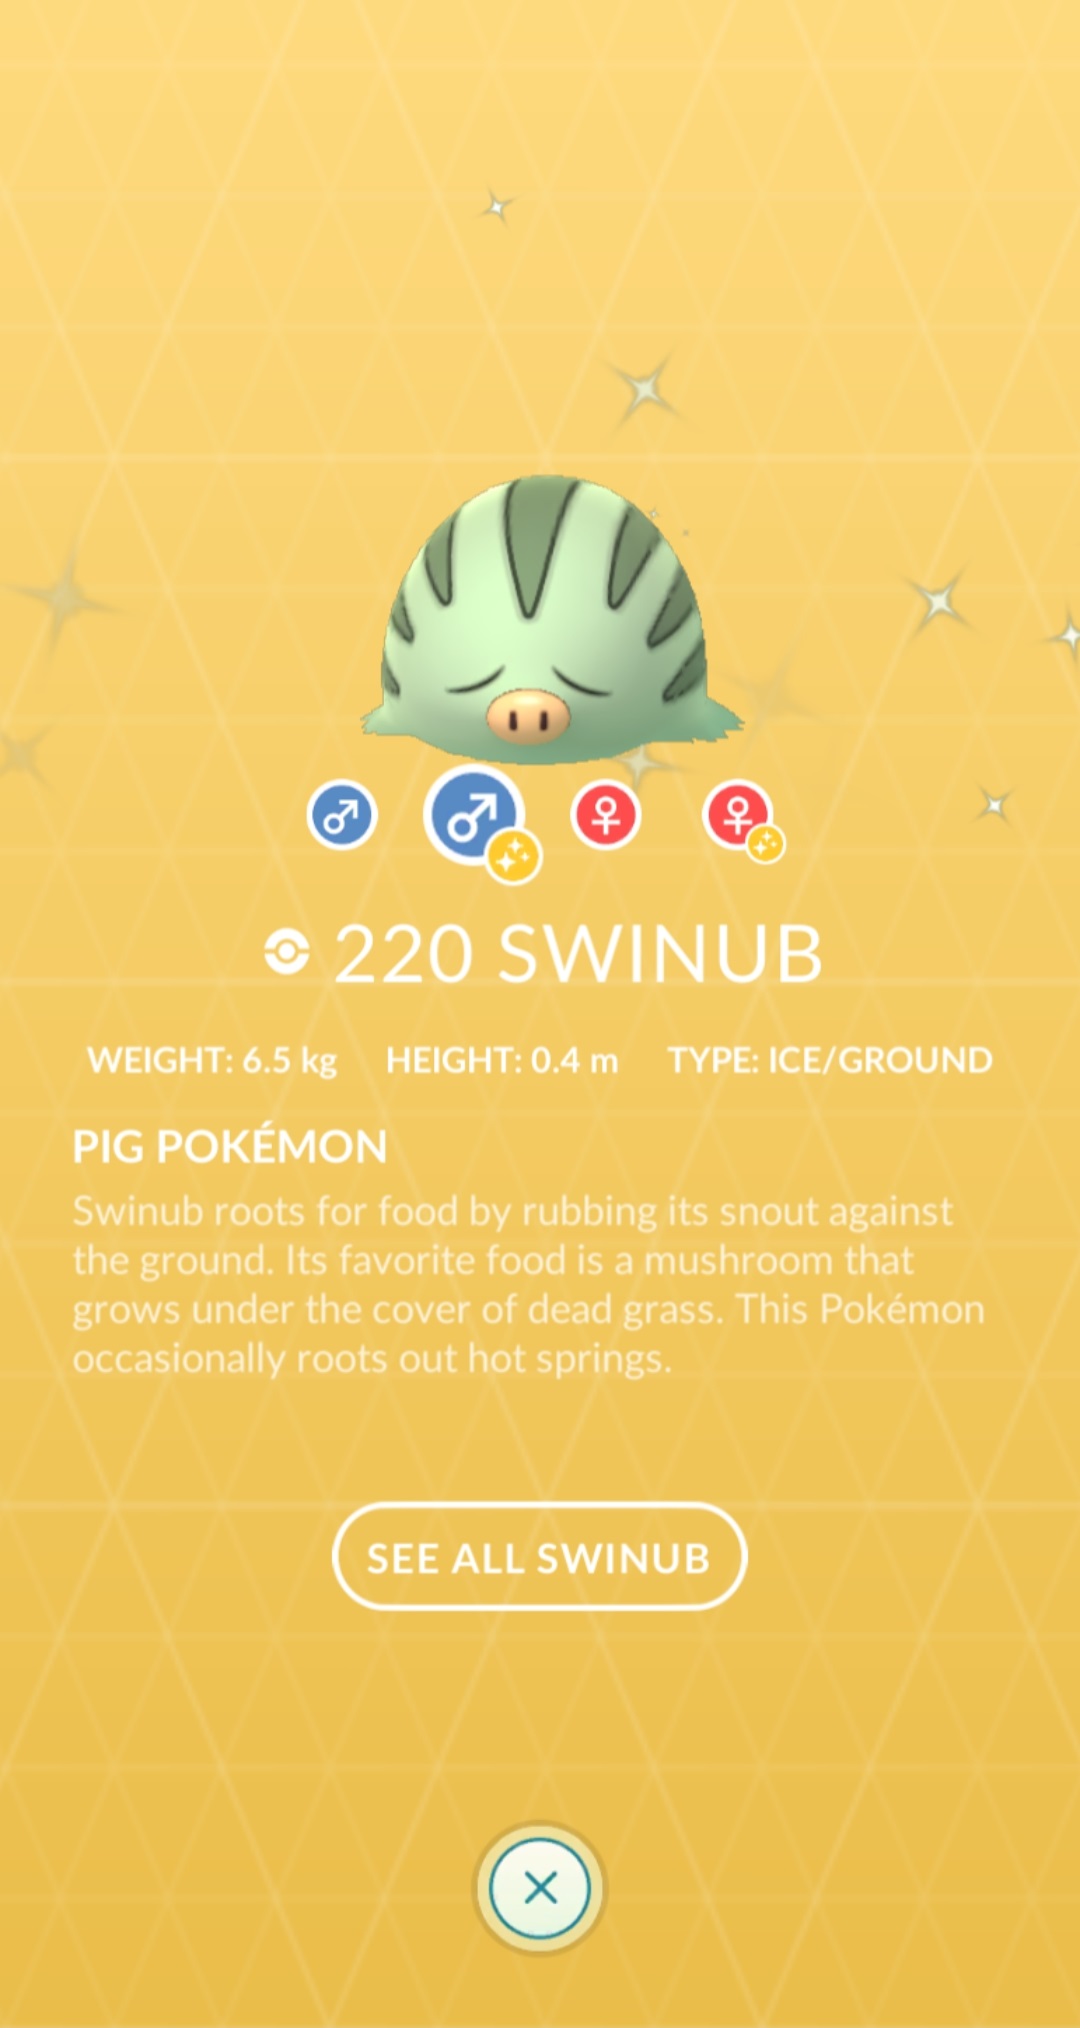 220 SWINUB
WEIGHT: 6.5 kg HEIGHT: 0.4 m TYPE: ICE/GROUND
PIG POKÉMON
Swinub roots for food by rubbing its snout against
the ground. Its favorite food is a mushroom that
grows under the cover of dead grass. This Pokémon
occasionally roots out hot springs.
SEE ALL SWINUB